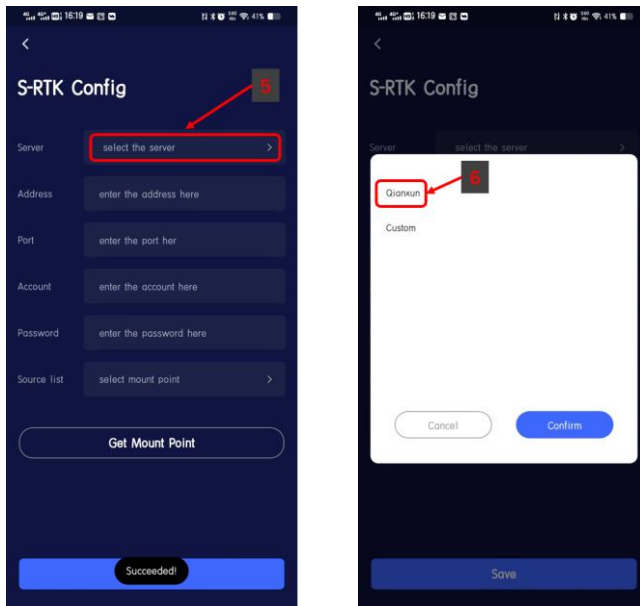 16:19
41%
S-RTK Config
5
Server
select the server
Address
enter the address here
Port
enter the port her
Account
enter the account here
Password
enter the password here
Source list
select mount point
Get Mount Point
Succeeded!
16:19
41%
S-RTK Config
Server
select the server
6
Qianxun
Custom
Cancel
Confirm
Save